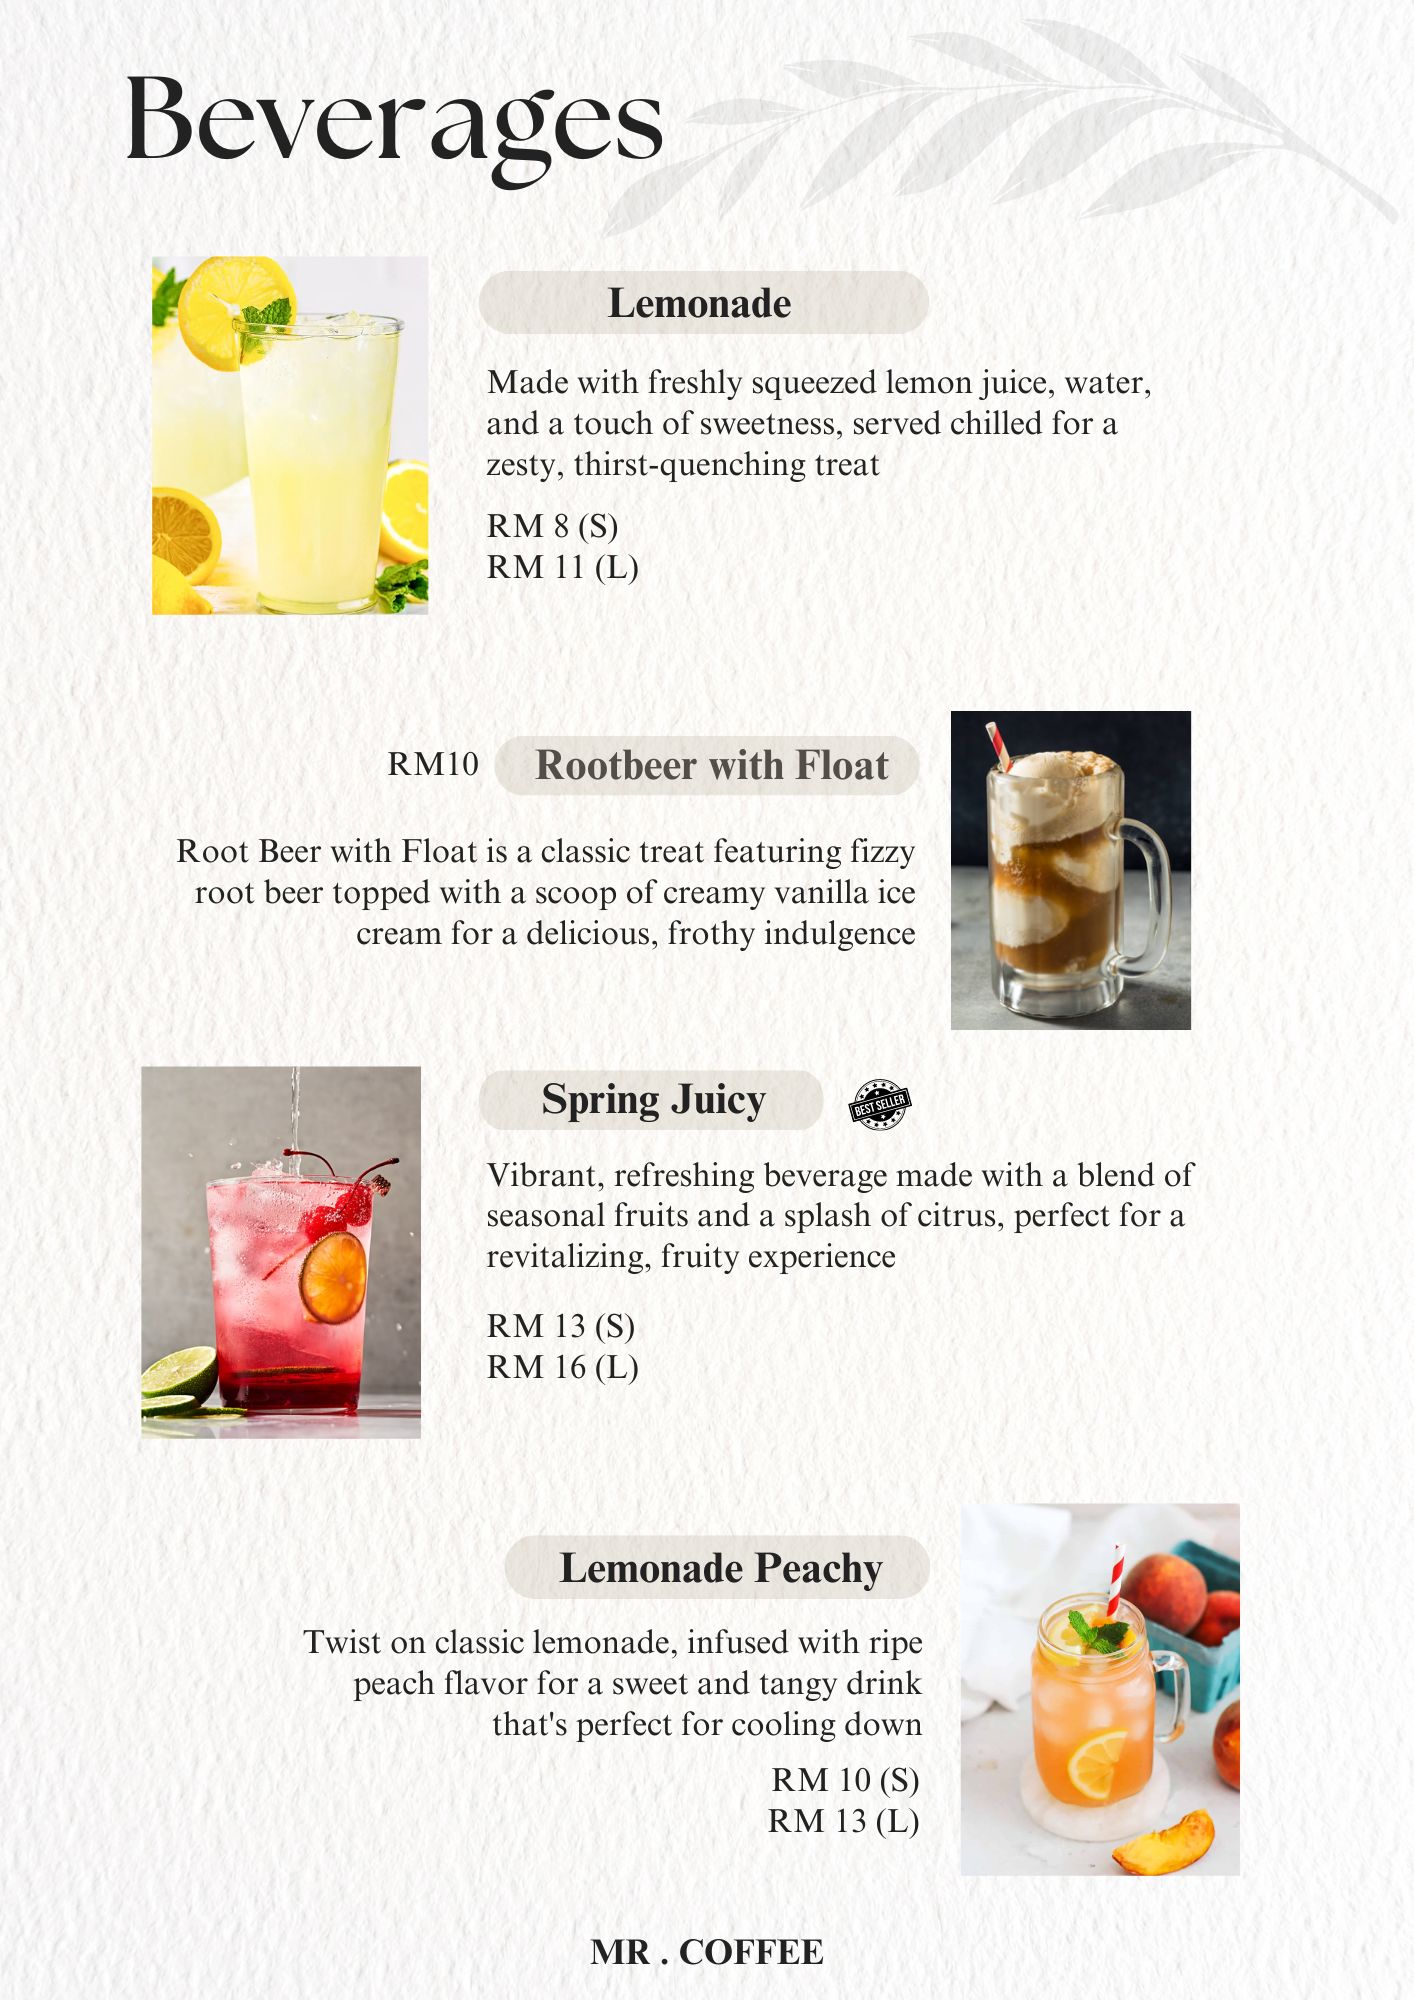 Beverages
Lemonade
Made with freshly squeezed lemon juice, water,
and a touch of sweetness, served chilled for a
zesty, thirst-quenching treat
RM 8 (S)
RM 11 (L)
RM10 Rootbeer with Float
Root Beer with Float is a classic treat featuring fizzy
root beer topped with a scoop of creamy vanilla ice
cream for a delicious, frothy indulgence
Spring Juicy
BEST SELLER
Vibrant, refreshing beverage made with a blend of
seasonal fruits and a splash of citrus, perfect for a
revitalizing, fruity experience
RM 13 (S)
RM 16 (L)
Lemonade Peachy
Twist on classic lemonade, infused with ripe
peach flavor for a sweet and tangy drink
that's perfect for cooling down
RM 10 (S)
RM 13 (L)
MR . COFFEE